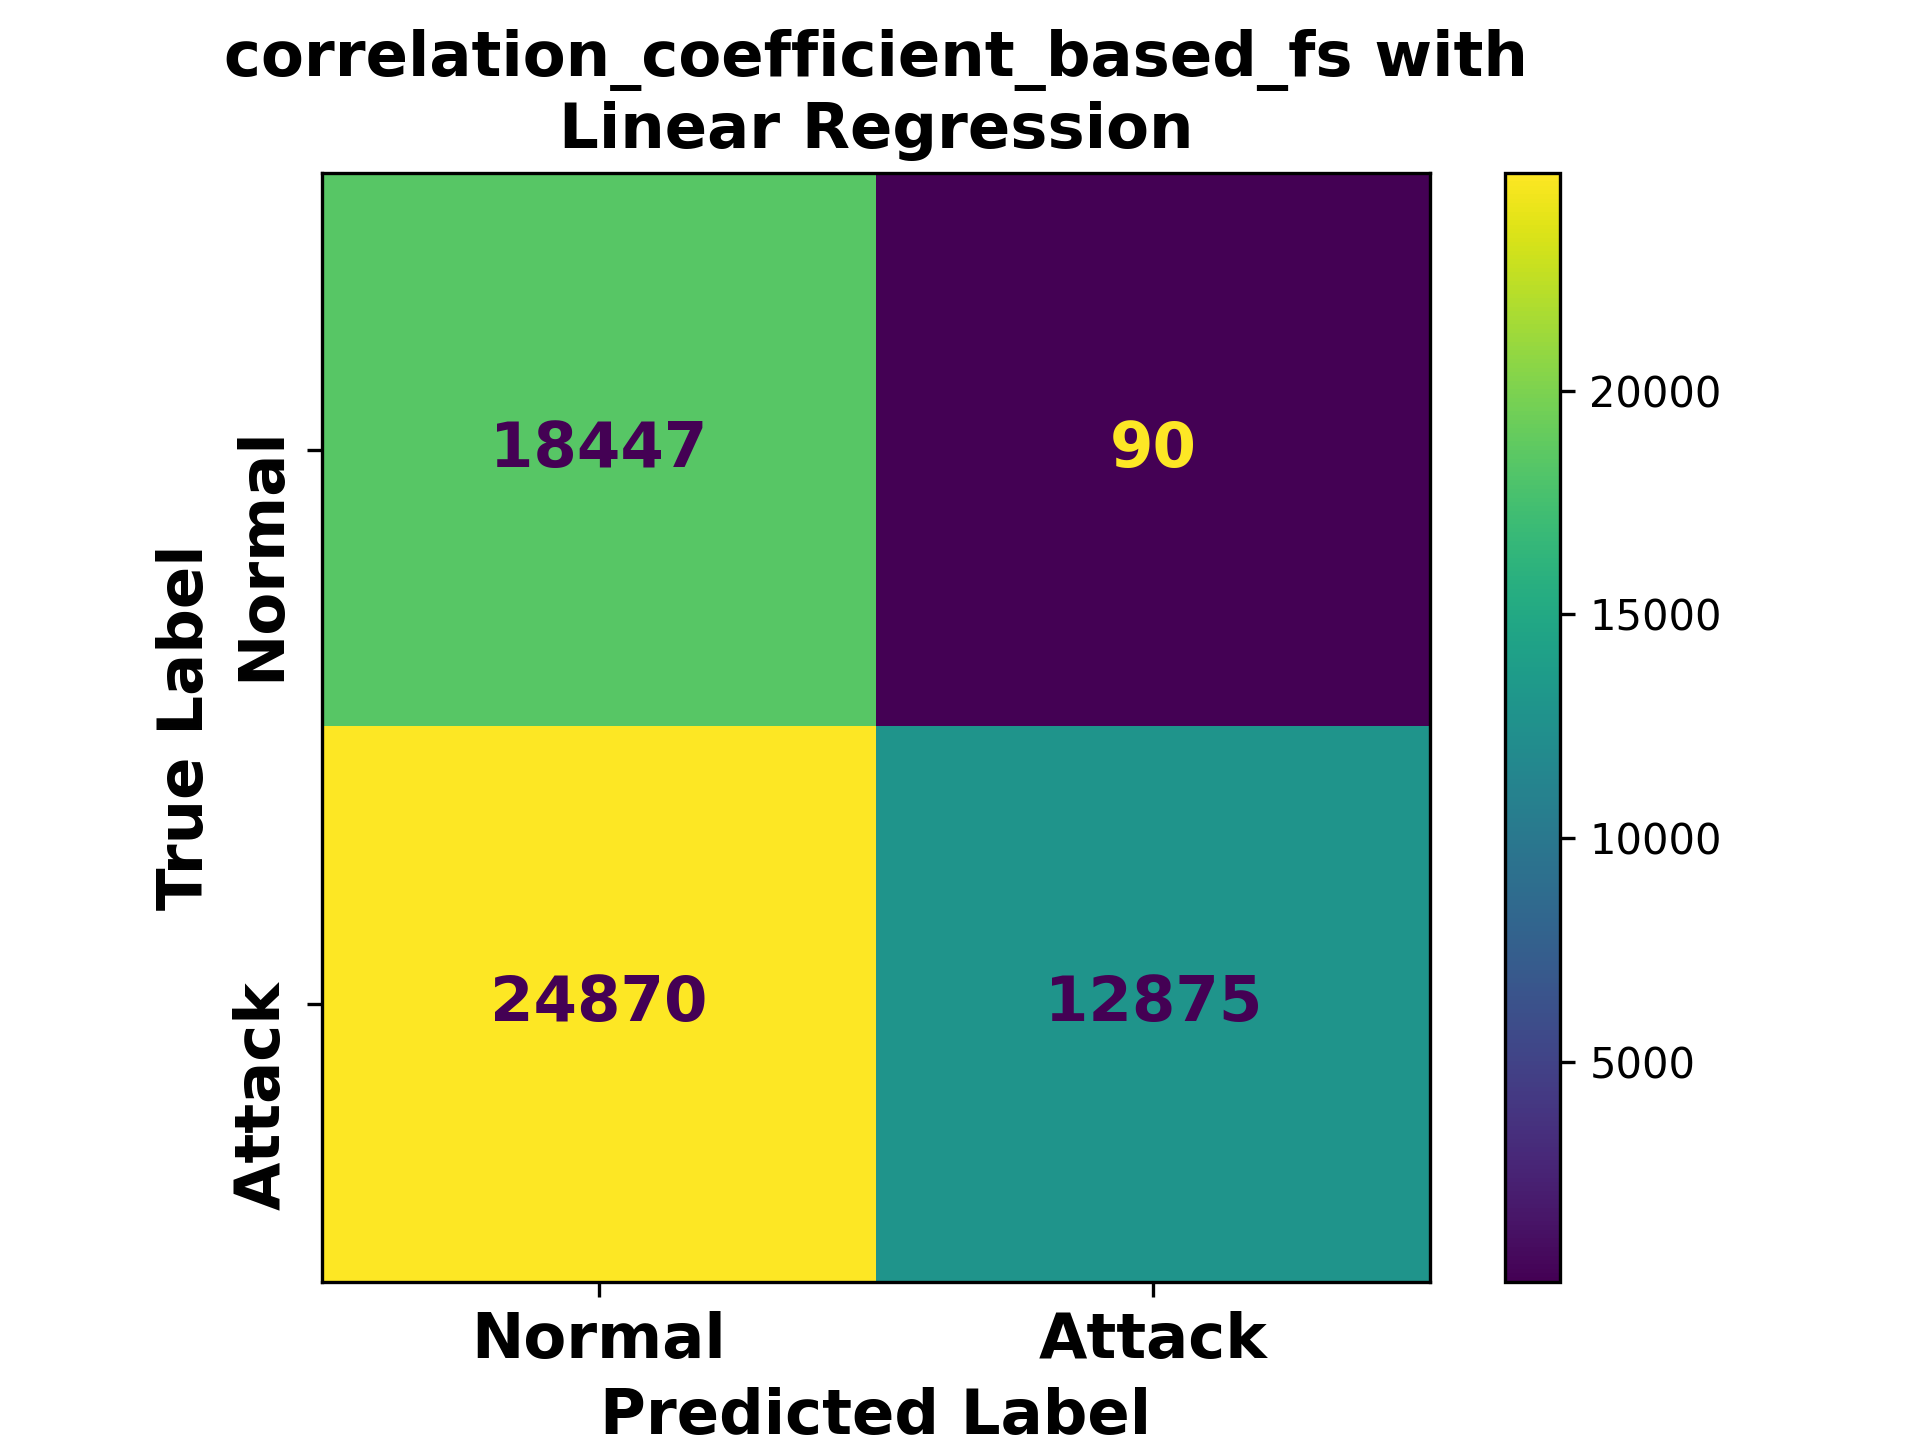 correlation_coefficient_based_fs with
Linear Regression
True Label
Normal
Attack
18447
90
24870
12875
Normal
Attack
Predicted Label
20000
15000
10000
5000